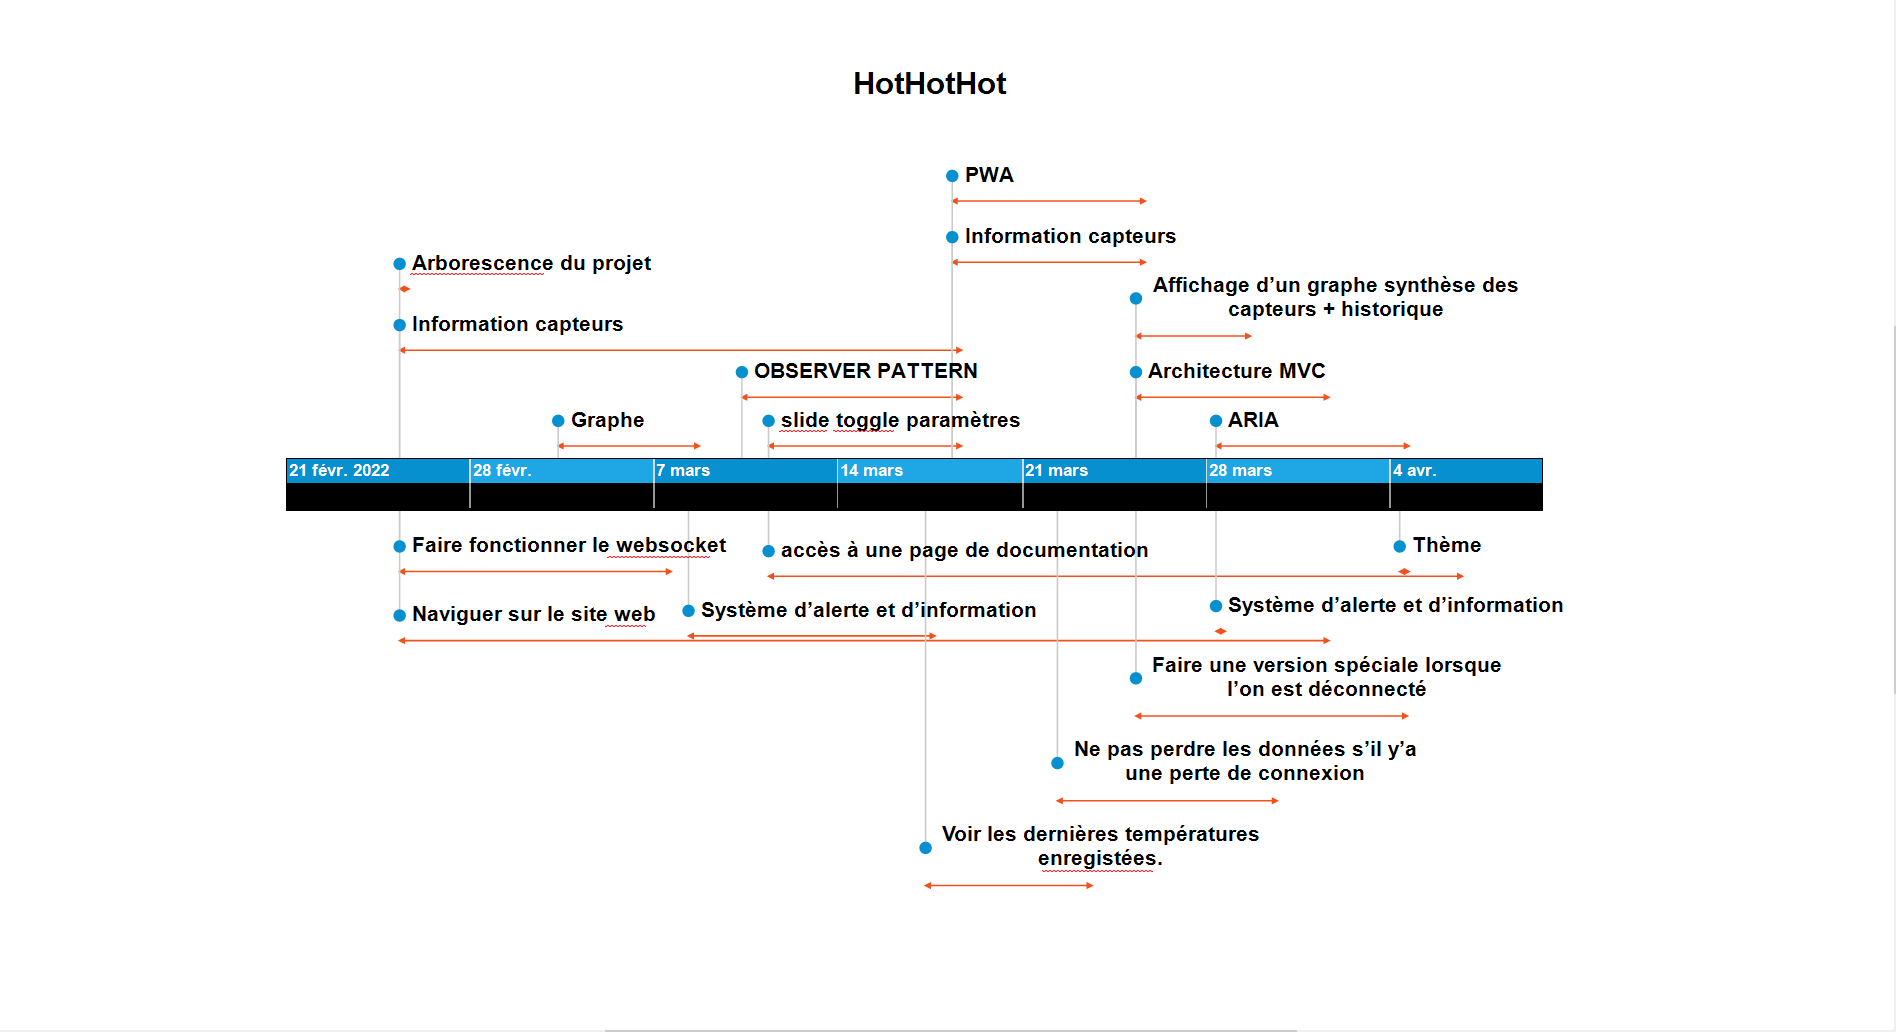 HotHotHot
PWA
Information capteurs
Arborescence du projet
Affichage d’un graphe synthèse des
capteurs + historique
Information capteurs
OBSERVER PATTERN
Architecture MVC
Graphe
slide toggle paramètres
ARIA
21 févr. 2022
28 févr.
7 mars
14 mars
21 mars
28 mars
4 avr.
Faire fonctionner le websocket
accès à une page de documentation
Thème
Naviguer sur le site web
Système d’alerte et d’information
Système d’alerte et d’information
Faire une version spéciale lorsque
l’on est déconnecté
Ne pas perdre les données s’il y’a
une perte de connexion
Voir les dernières températures
enregistées.